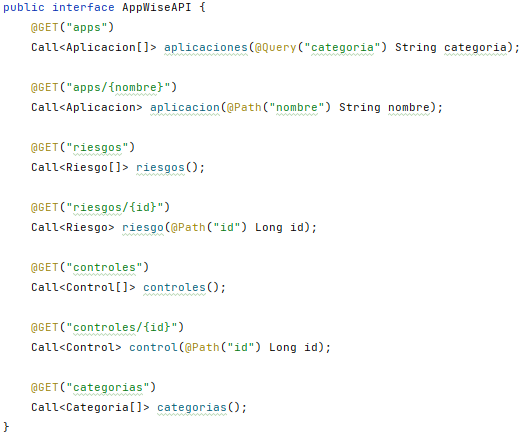 public interface AppWiseAPI {
    @GET("apps")
    Call<Aplicacion[]> aplicaciones(@Query("categoria") String categoria);

    @GET("apps/{nombre}")
    Call<Aplicacion> aplicacion(@Path("nombre") String nombre);

    @GET("riesgos")
    Call<Riesgo[]> riesgos();

    @GET("riesgos/{id}")
    Call<Riesgo> riesgo(@Path("id") Long id);

    @GET("controles")
    Call<Control[]> controles();

    @GET("controles/{id}")
    Call<Control> control(@Path("id") Long id);

    @GET("categorias")
    Call<Categoria[]> categorias();
}